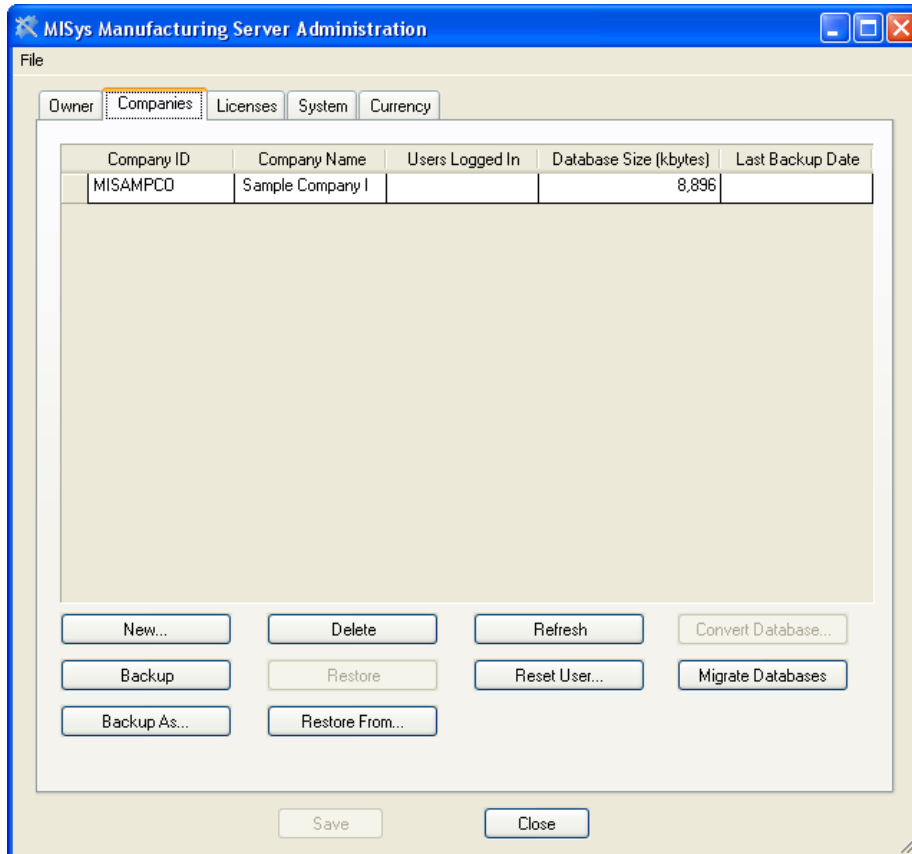 MISys Manufacturing Server Administration
File
Owner Companies Licenses System Currency
Company ID Company Name Users Logged In Database Size (kbytes) Last Backup Date
MISAMPCO Sample Company I 8,896
New... Delete Refresh Convert Database...
Backup Restore Reset User... Migrate Databases
Backup As... Restore From...
Save Close